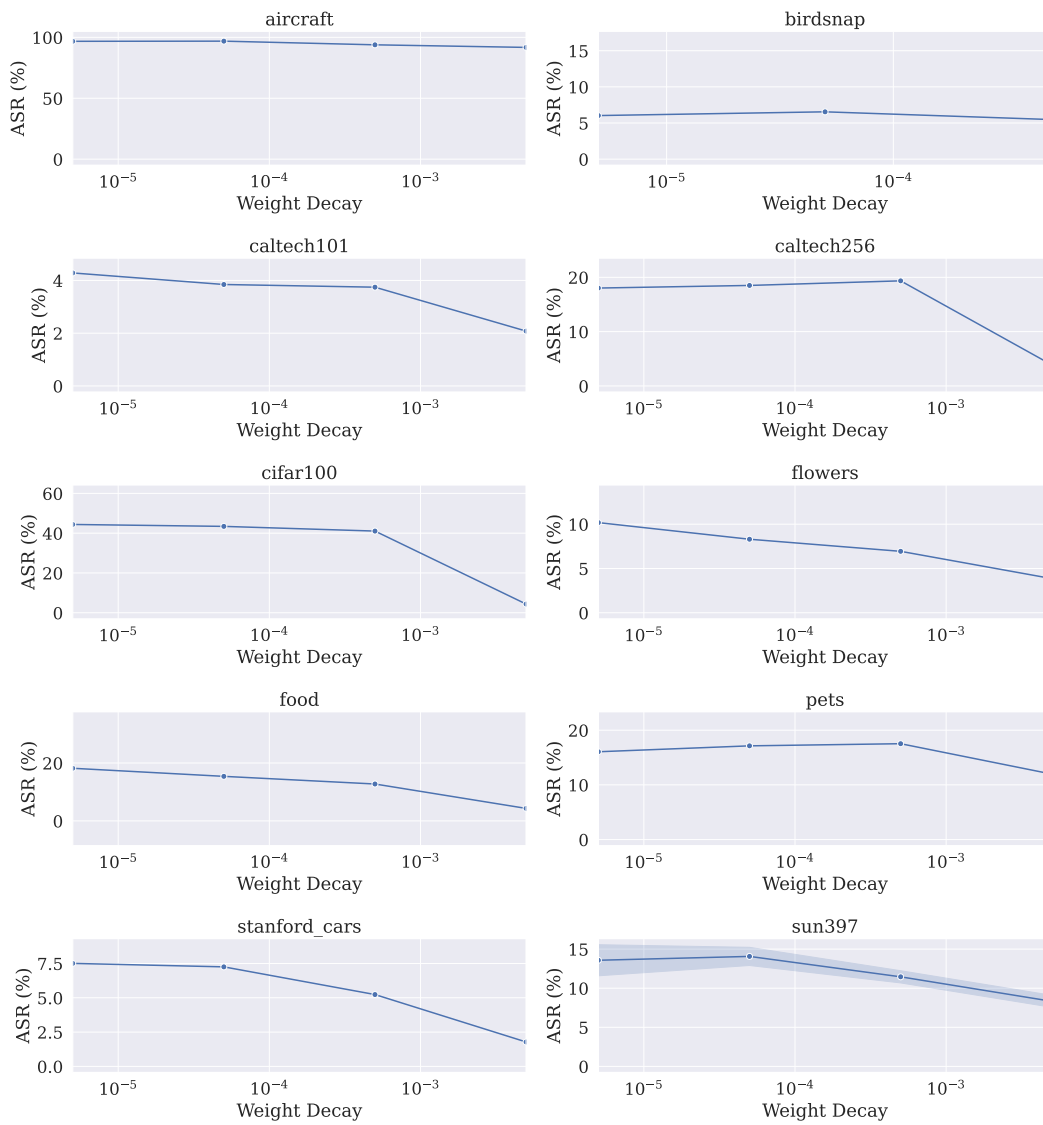 aircraft
100
50
0
ASR (%)
10⁻⁵
10⁻⁴
10⁻³
Weight Decay
birdsnap
15
10
5
0
ASR (%)
10⁻⁵
10⁻⁴
Weight Decay
caltech101
4
2
0
ASR (%)
10⁻⁵
10⁻⁴
10⁻³
Weight Decay
caltech256
20
10
0
ASR (%)
10⁻⁵
10⁻⁴
10⁻³
Weight Decay
cifar100
60
40
20
0
ASR (%)
10⁻⁵
10⁻⁴
10⁻³
Weight Decay
flowers
10
5
0
ASR (%)
10⁻⁵
10⁻⁴
10⁻³
Weight Decay
food
20
0
ASR (%)
10⁻⁵
10⁻⁴
10⁻³
Weight Decay
pets
20
10
0
ASR (%)
10⁻⁵
10⁻⁴
10⁻³
Weight Decay
stanford_cars
7.5
5.0
2.5
0.0
ASR (%)
10⁻⁵
10⁻⁴
10⁻³
Weight Decay
sun397
15
10
5
0
ASR (%)
10⁻⁵
10⁻⁴
10⁻³
Weight Decay